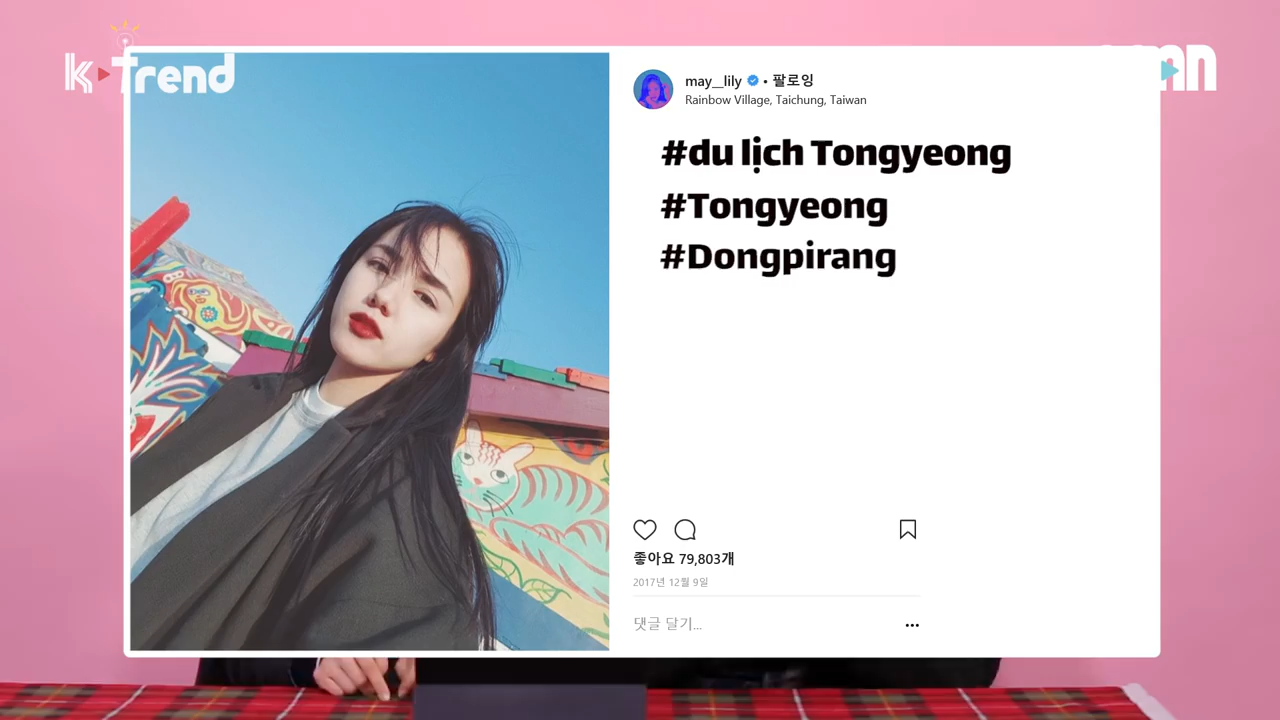 K Trend
may__lily • 팔로잉
Rainbow Village, Taichung, Taiwan
#du lịch Tongyeong
#Tongyeong
#Dongpirang
좋아요 79,803개
2017년 12월 9일
댓글 달기...